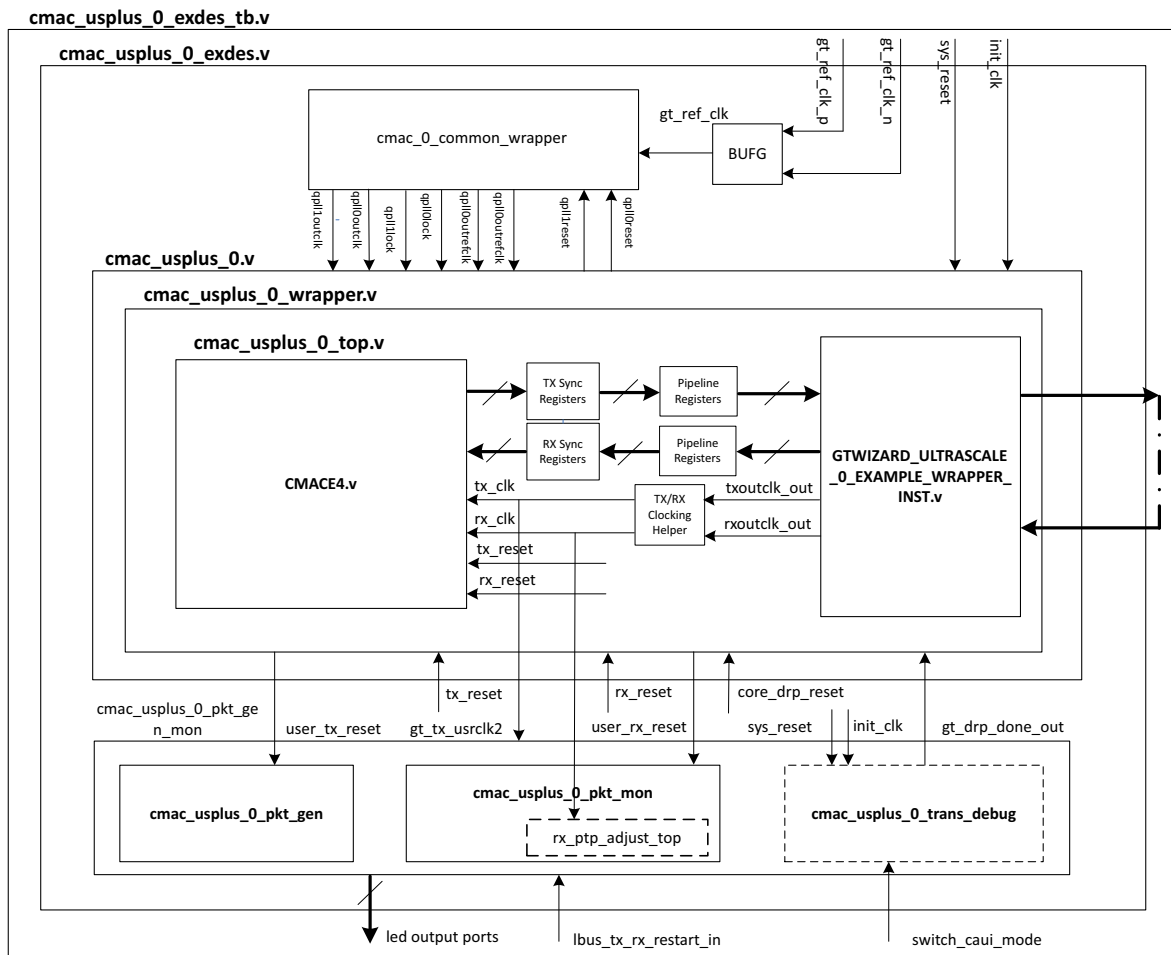 cmac_usplus_0_exdes_tb.v
cmac_usplus_0_exdes.v
gt_ref_clk_p
gt_ref_clk_n
sys_reset
init_clk
gt_ref_clk
cmac_0_common_wrapper
BUFG
qpll1outclk
qpll0outclk
qpll1lock
qpll0lock
qpll0outrefclk
qpll0outrefclk
qpll1reset
qpll0reset
cmac_usplus_0.v
cmac_usplus_0_wrapper.v
cmac_usplus_0_top.v
CMACE4.v
TX Sync
Registers
Pipeline
Registers
RX Sync
Registers
Pipeline
Registers
GTWIZARD_ULTRASCALE
_0_EXAMPLE_WRAPPER_
INST.v
tx_clk
rx_clk
tx_reset
rx_reset
TX/RX
Clocking
Helper
txoutclk_out
rxoutclk_out
cmac_usplus_0_pkt_ge
n_mon
user_tx_reset
tx_reset
gt_tx_usrclk2
rx_reset
user_rx_reset
core_drp_reset
sys_reset
init_clk
gt_drp_done_out
cmac_usplus_0_pkt_gen
cmac_usplus_0_pkt_mon
rx_ptp_adjust_top
cmac_usplus_0_trans_debug
led output ports
lbus_tx_rx_restart_in
switch_caui_mode